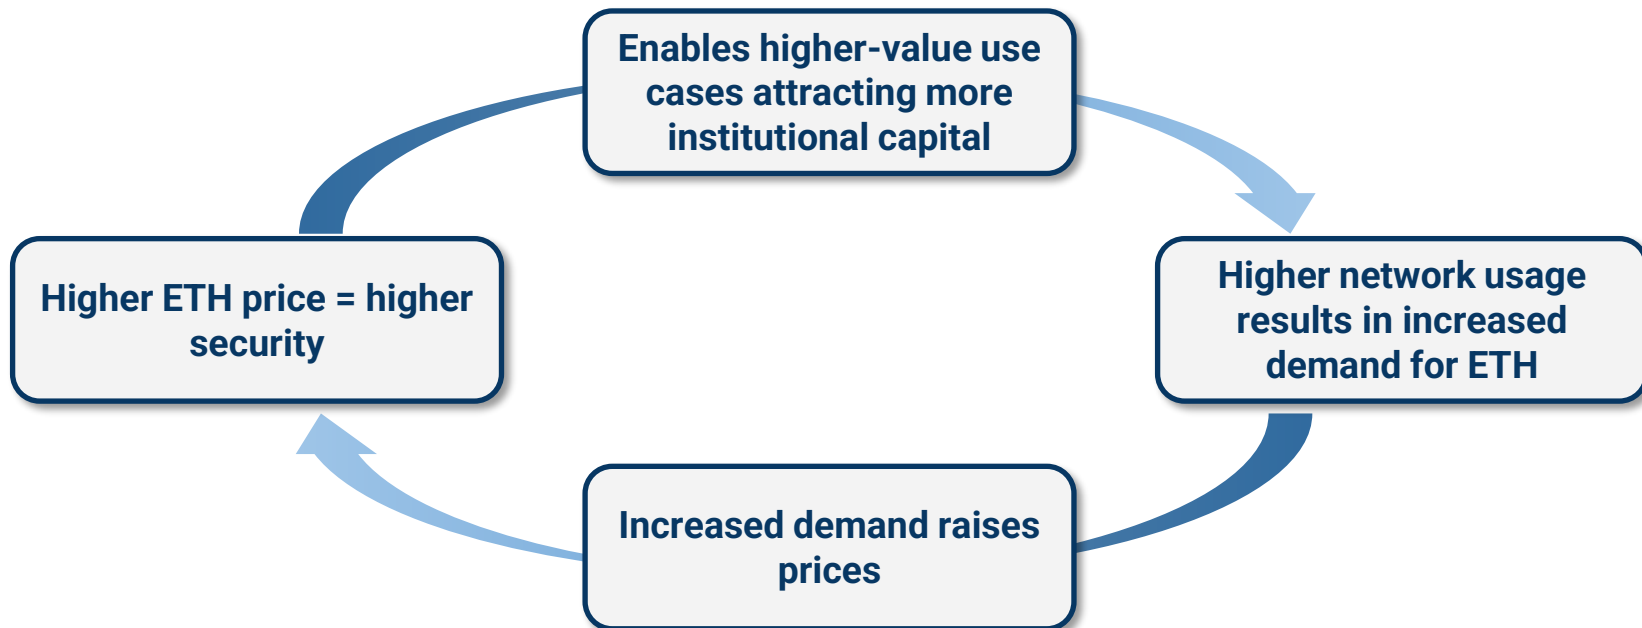 Enables higher-value use
cases attracting more
institutional capital
Higher ETH price = higher
security
Higher network usage
results in increased
demand for ETH
Increased demand raises
prices